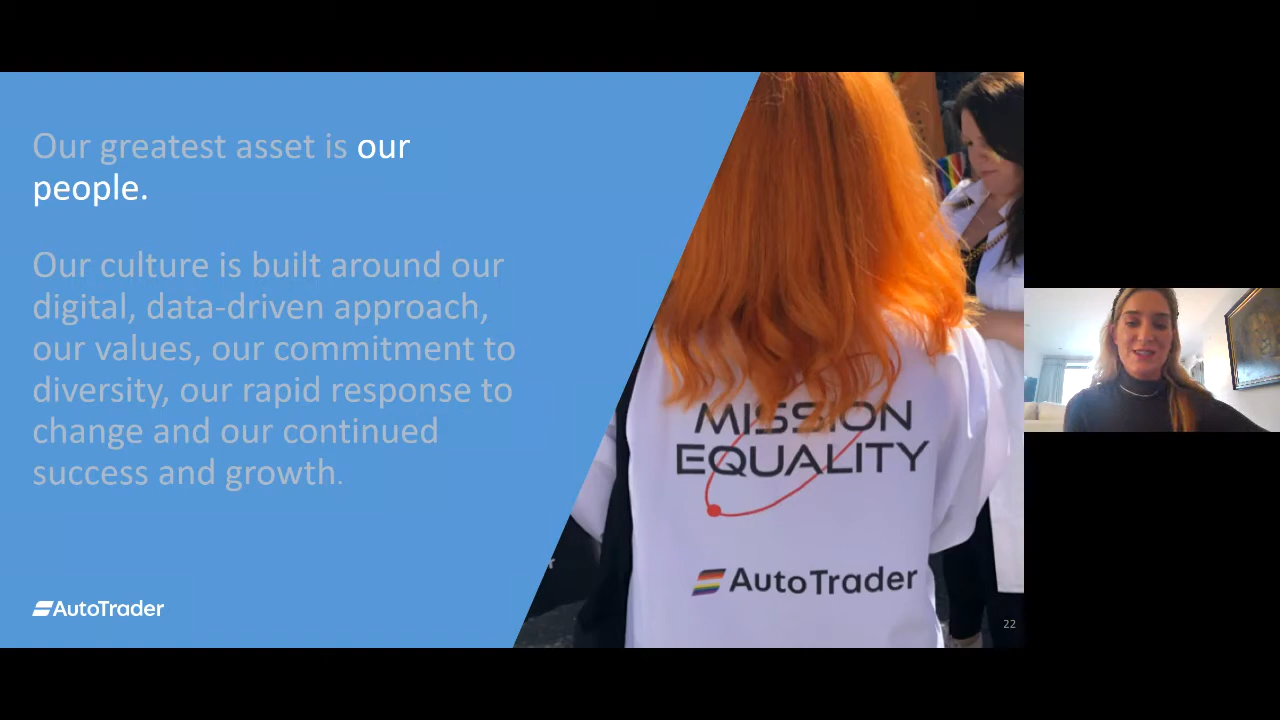 Our greatest asset is our
people.
Our culture is built around our
digital, data-driven approach,
our values, our commitment to
diversity, our rapid response to
change and our continued
success and growth.
AutoTrader
MISSION
EQUALITY
AutoTrader
22